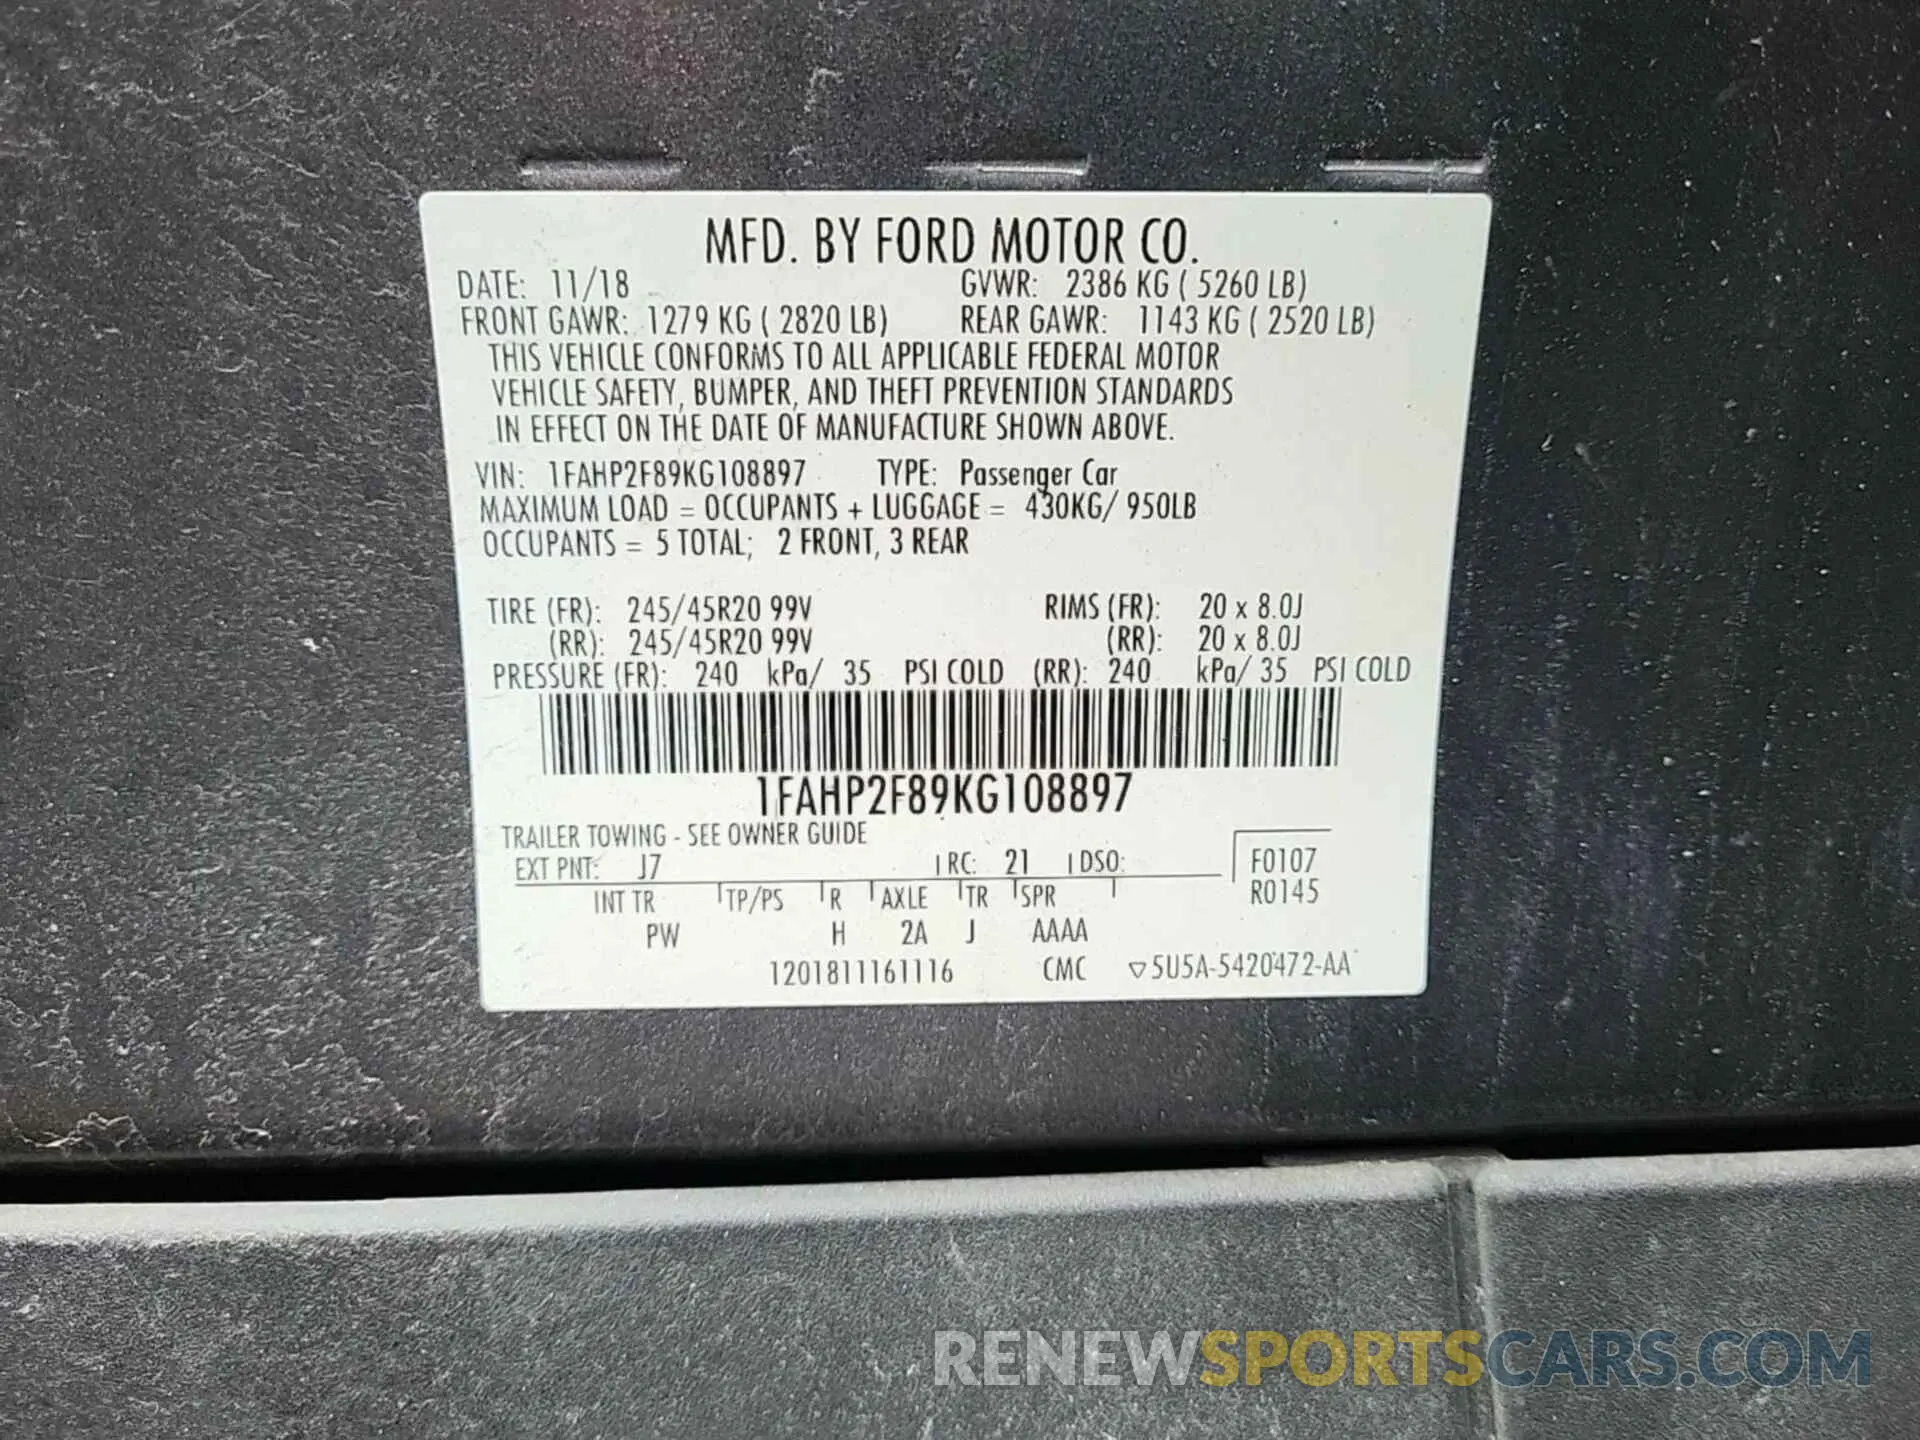 MFD. BY FORD MOTOR CO.
DATE: 11/18 GVWR: 2386 KG ( 5260 LB)
FRONT GAWR: 1279 KG ( 2820 LB) REAR GAWR: 1143 KG ( 2520 LB)
THIS VEHICLE CONFORMS TO ALL APPLICABLE FEDERAL MOTOR
VEHICLE SAFETY, BUMPER, AND THEFT PREVENTION STANDARDS
IN EFFECT ON THE DATE OF MANUFACTURE SHOWN ABOVE.
VIN: 1FAHP2F89KG108897 TYPE: Passenger Car
MAXIMUM LOAD = OCCUPANTS + LUGGAGE = 430KG/ 950LB
OCCUPANTS = 5 TOTAL; 2 FRONT, 3 REAR
TIRE (FR): 245/45R20 99V RIMS (FR): 20 x 8.0J
(RR): 245/45R20 99V (RR): 20 x 8.0J
PRESSURE (FR): 240 kPa/ 35 PSI COLD (RR): 240 kPa/ 35 PSI COLD
1FAHP2F89KG108897
TRAILER TOWING - SEE OWNER GUIDE
EXT PNT: J7 RC: 21 DSO: F0107
INT TR TP/PS R AXLE TR SPR R0145
PW H 2A J AAAA
1201811161116 CMC ▽5U5A-5420472-AA
RENEWSPORTSCARS.COM